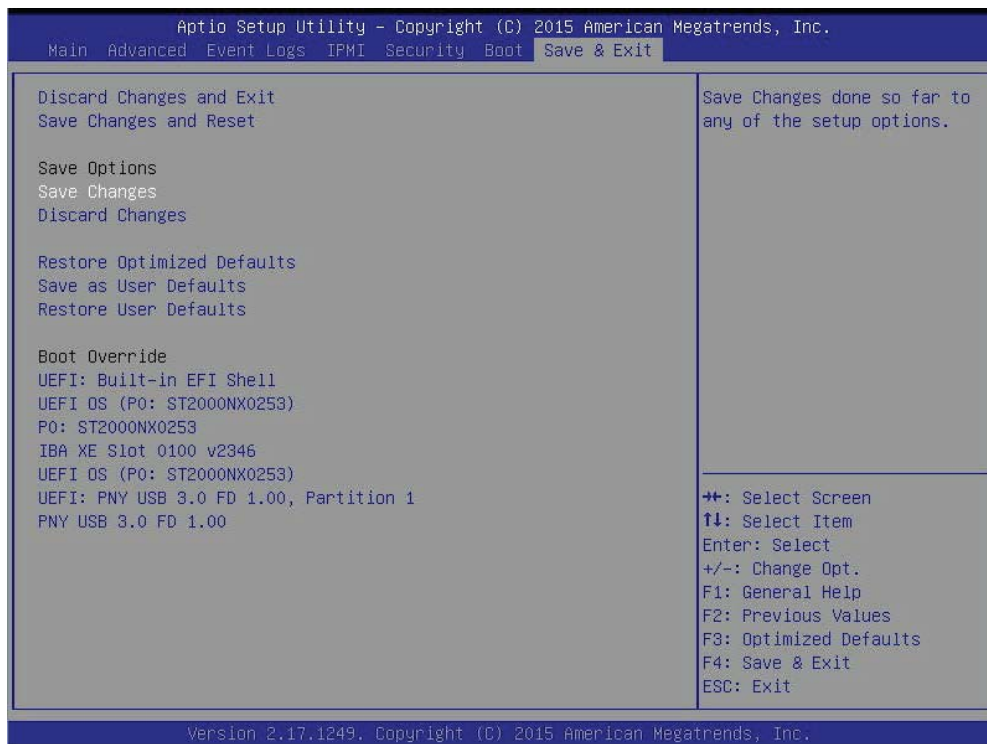 Aptio Setup Utility – Copyright (C) 2015 American Megatrends, Inc.
Main Advanced Event Logs IPMI Security Boot Save & Exit
Discard Changes and Exit
Save Changes and Reset
Save Options
Save Changes
Discard Changes
Restore Optimized Defaults
Save as User Defaults
Restore User Defaults
Boot Override
UEFI: Built-in EFI Shell
UEFI OS (P0: ST2000NX0253)
P0: ST2000NX0253
IBA XE Slot 0100 v2346
UEFI OS (P0: ST2000NX0253)
UEFI: PNY USB 3.0 FD 1.00, Partition 1
PNY USB 3.0 FD 1.00
Save Changes done so far to
any of the setup options.
→←: Select Screen
↑↓: Select Item
Enter: Select
+/-: Change Opt.
F1: General Help
F2: Previous Values
F3: Optimized Defaults
F4: Save & Exit
ESC: Exit
Version 2.17.1249. Copyright (C) 2015 American Megatrends, Inc.